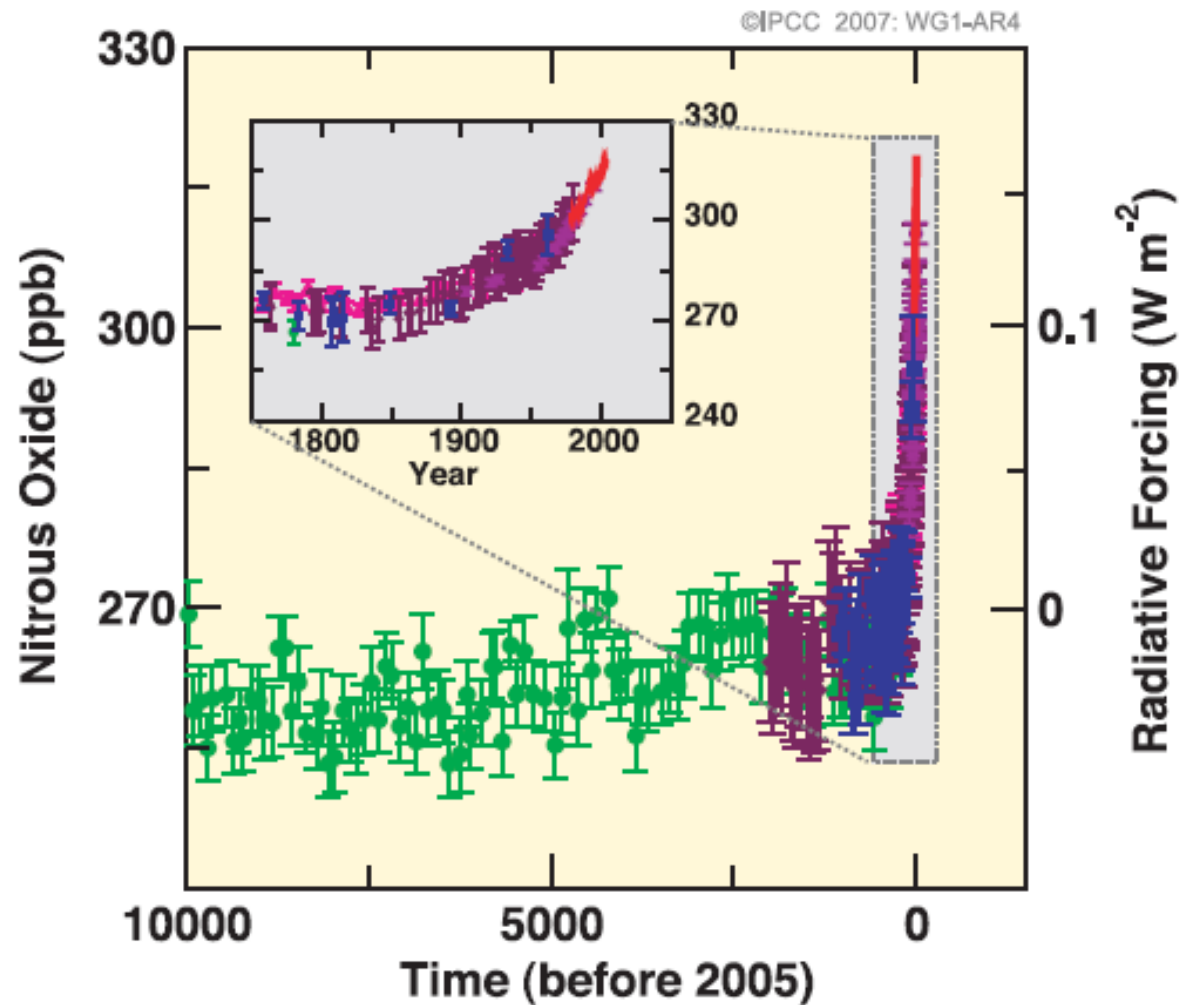 ©IPCC 2007: WG1-AR4
330
300
270
Nitrous Oxide (ppb)
330
300
270
240
1800 1900 2000
Year
0.1
0
Radiative Forcing (W m-2)
10000 5000 0
Time (before 2005)